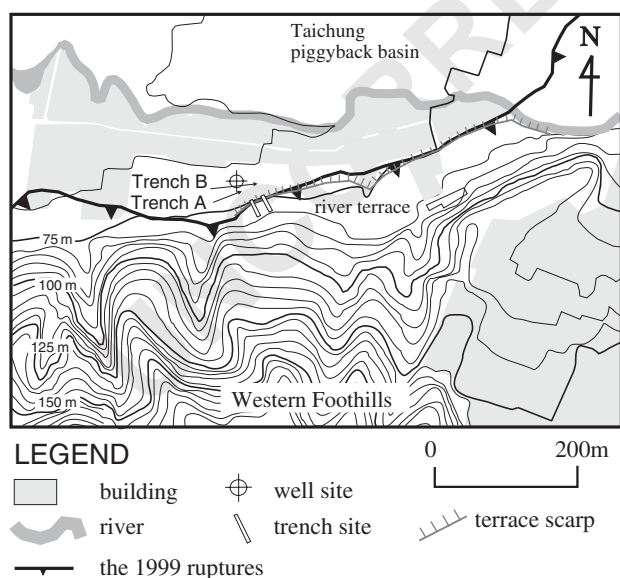 Taichung
piggyback basin
N
Trench B
Trench A
river terrace
75 m
100 m
125 m
150 m
Western Foothills
LEGEND
0 200m
building
well site
river
trench site
terrace scarp
the 1999 ruptures